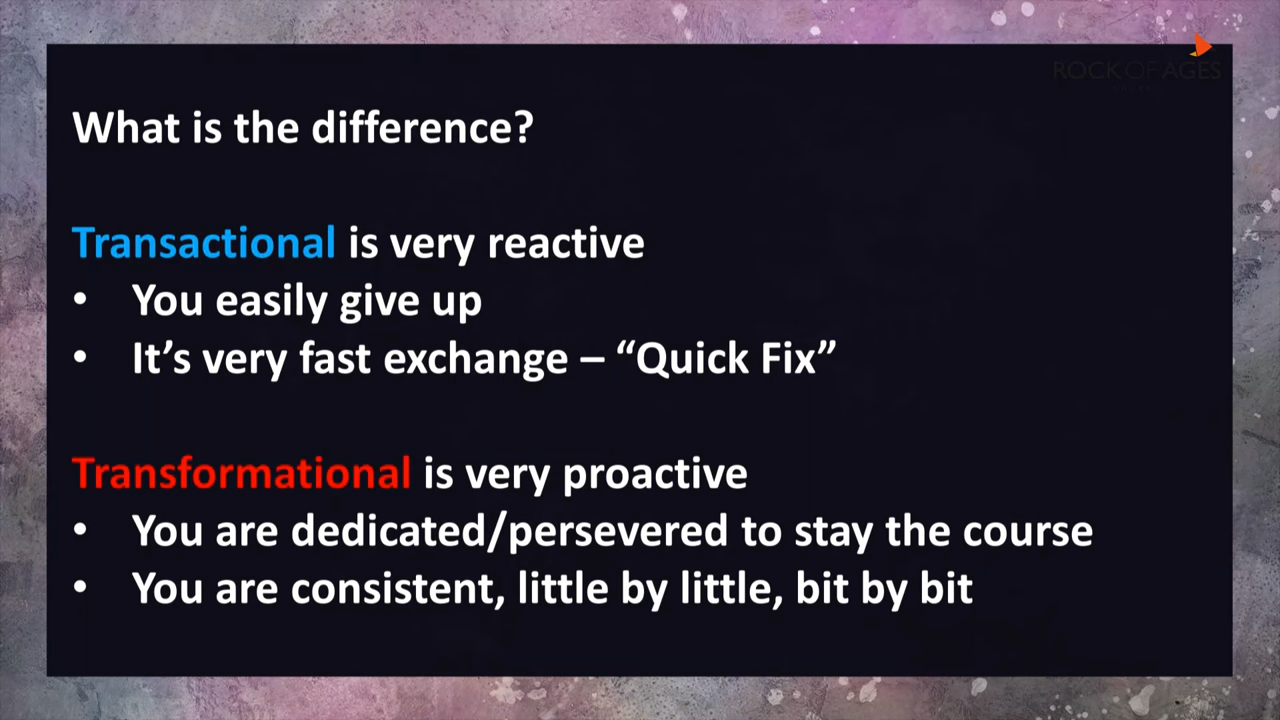 ROCK OF AGES
What is the difference?
Transactional is very reactive
• You easily give up
• It’s very fast exchange – “Quick Fix”
Transformational is very proactive
• You are dedicated/persevered to stay the course
• You are consistent, little by little, bit by bit